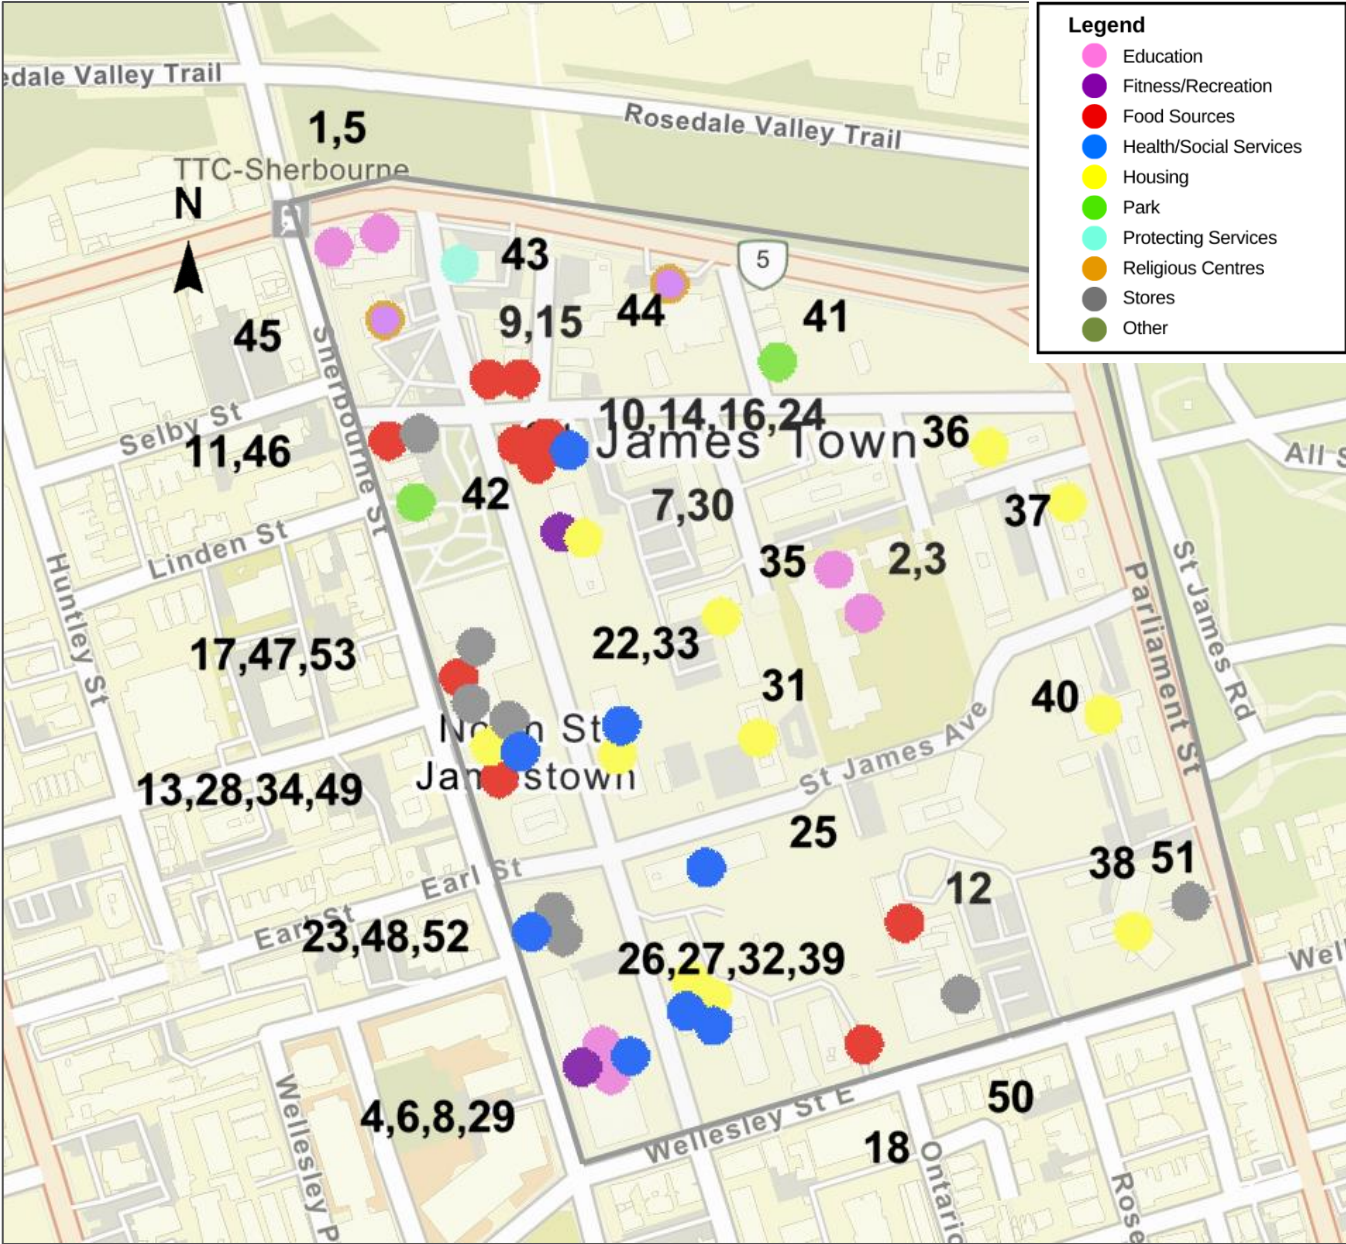 Legend
Education
Fitness/Recreation
Food Sources
Health/Social Services
Housing
Park
Protecting Services
Religious Centres
Stores
Other
edale Valley Trail
Rosedale Valley Trail
1,5
TTC-Sherbourne
N
43
5
44
41
9,15
45
Sherbourne St
Selby St
10,14,16,24
James Town
36
All S
11,46
42
7,30
37
Linden St
35
2,3
Huntley St
St James Rd
Parliament St
17,47,53
22,33
31
40
St James Ave
13,28,34,49
25
38
51
12
Earl St
Earl St
23,48,52
26,27,32,39
Well
4,6,8,29
Wellesley P
Wellesley St E
50
18
Ontario
Rose